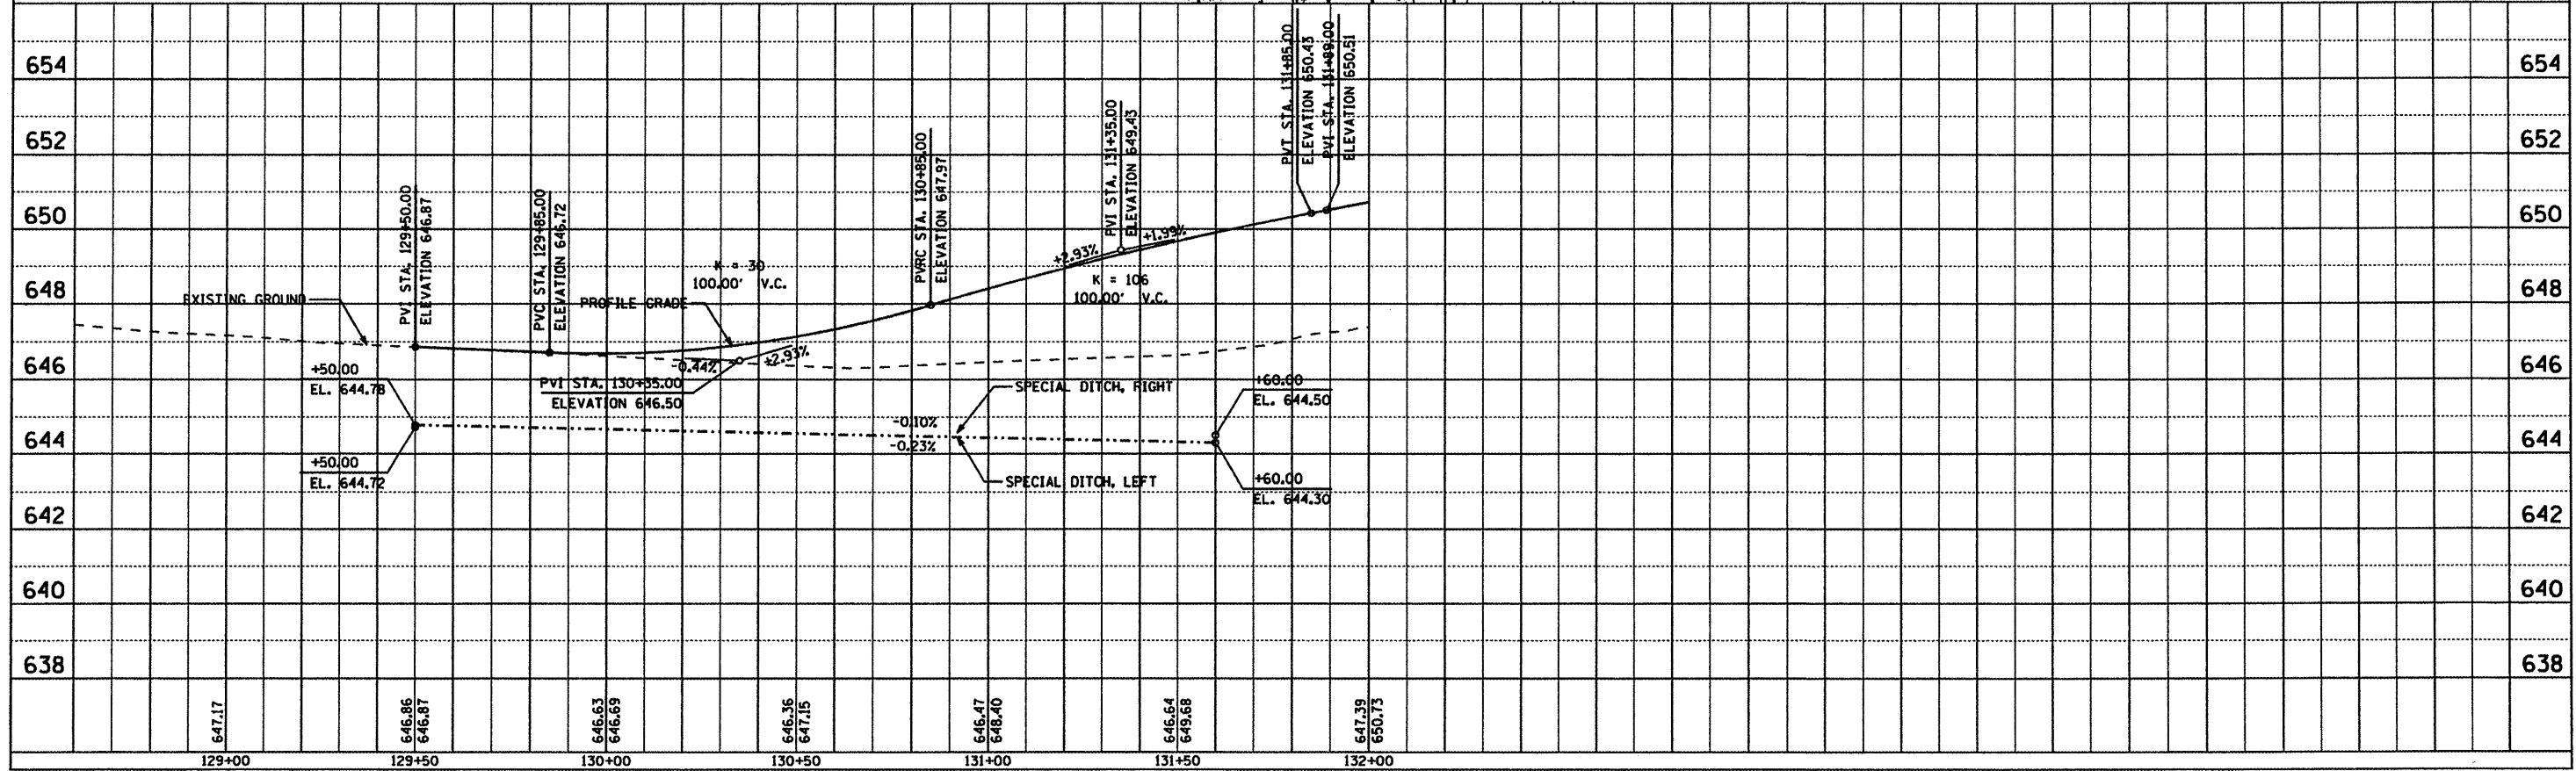 654
654
652
652
650
650
648
648
646
646
644
644
642
642
640
640
638
638
EXISTING GROUND
PVI STA. 129+50.00
ELEVATION 646.87
PVC STA. 129+85.00
ELEVATION 646.72
K = 30
100.00' V.C.
PROFILE GRADE
-0.44%
+2.93%
PVI STA. 130+35.00
ELEVATION 646.50
PVRC STA. 130+85.00
ELEVATION 647.97
+2.93%
PVI STA. 131+35.00
ELEVATION 649.43
+1.99%
K = 106
100.00' V.C.
PVT STA. 131+85.00
ELEVATION 650.43
PVI STA. 131+89.00
ELEVATION 650.51
+50.00
EL. 644.78
+50.00
EL. 644.72
-0.10%
-0.23%
SPECIAL DITCH, RIGHT
SPECIAL DITCH, LEFT
+60.00
EL. 644.50
+60.00
EL. 644.30
647.17
646.86
646.87
646.63
646.69
646.36
647.15
646.47
648.40
646.64
649.68
647.39
650.73
129+00
129+50
130+00
130+50
131+00
131+50
132+00